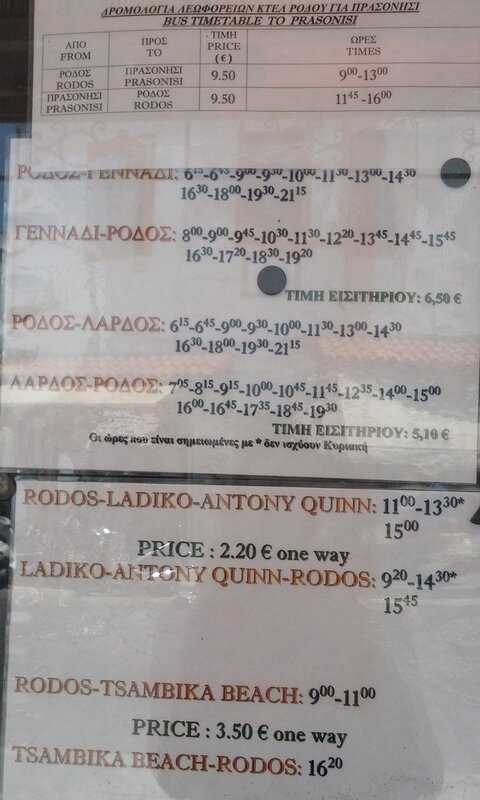 ΔΡΟΜΟΛΟΓΙΑ ΛΕΩΦΟΡΕΙΩΝ ΚΤΕΛ ΡΟΔΟΥ ΓΙΑ ΠΡΑΣΟΝΗΣΙ
BUS TIMETABLE TO PRASONISI
ΑΠΟ FROM ΠΡΟΣ TO ΤΙΜΗ PRICE (€) ΩΡΕΣ TIMES
ΡΟΔΟΣ RODOS ΠΡΑΣΟΝΗΣΙ PRASONISI 9.50 9⁰⁰-13⁰⁰
ΠΡΑΣΟΝΗΣΙ PRASONISI ΡΟΔΟΣ RODOS 9.50 11⁴⁵ -16⁰⁰
ΡΟΔΟΣ-ΓΕΝΝΑΔΙ: 6¹⁵-6⁴⁵-9⁰⁰-9³⁰-10⁰⁰-11³⁰-13⁰⁰-14³⁰
16³⁰-18⁰⁰-19³⁰-21¹⁵
ΓΕΝΝΑΔΙ-ΡΟΔΟΣ: 8⁰⁰-9⁰⁰-9⁴⁵-10³⁰-11³⁰-12²⁰-13⁴⁵-14⁴⁵-15⁴⁵
16³⁰-17²⁰-18³⁰-19²⁰
ΤΙΜΗ ΕΙΣΙΤΗΡΙΟΥ: 6,50 €
ΡΟΔΟΣ-ΛΑΡΔΟΣ: 6¹⁵-6⁴⁵-9⁰⁰-9³⁰-10⁰⁰-11³⁰-13⁰⁰-14³⁰
16³⁰-18⁰⁰-19³⁰-21¹⁵
ΛΑΡΔΟΣ-ΡΟΔΟΣ: 7⁰⁵-8¹⁵-9¹⁵-10⁰⁰-10⁴⁵-11⁴⁵-12³⁵-14⁰⁰-15⁰⁰
16⁰⁰-16⁴⁵-17³⁵-18⁴⁵-19³⁰
ΤΙΜΗ ΕΙΣΙΤΗΡΙΟΥ: 5,10 €
Οι ώρες που είναι σημειωμένες με * δεν ισχύουν Κυριακή
RODOS-LADIKO-ANTONY QUINN: 11⁰⁰-13³⁰*
15⁰⁰
PRICE : 2.20 € one way
LADIKO-ANTONY QUINN-RODOS: 9²⁰-14³⁰*
15⁴⁵
RODOS-TSAMBIKA BEACH: 9⁰⁰-11⁰⁰
PRICE : 3.50 € one way
TSAMBIKA BEACH-RODOS: 16²⁰